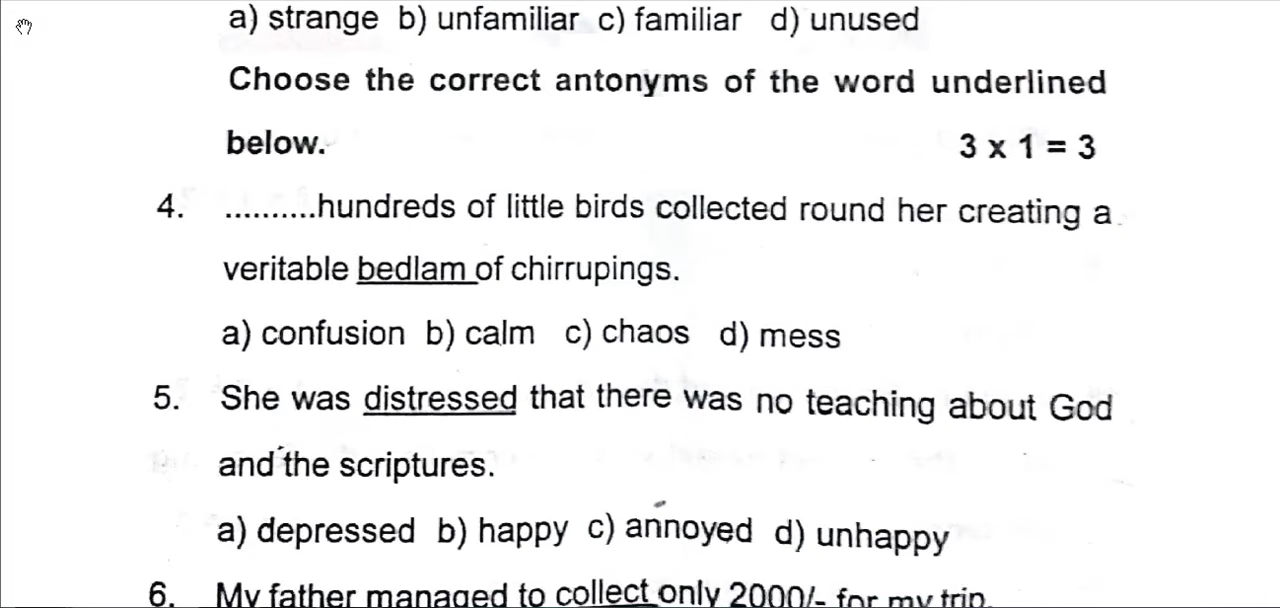 a) strange b) unfamiliar c) familiar d) unused
Choose the correct antonyms of the word underlined
below. 3 x 1 = 3
4. ..........hundreds of little birds collected round her creating a
veritable bedlam of chirrupings.
a) confusion b) calm c) chaos d) mess
5. She was distressed that there was no teaching about God
and the scriptures.
a) depressed b) happy c) annoyed d) unhappy
6. My father managed to collect only 2000/- for my trip.